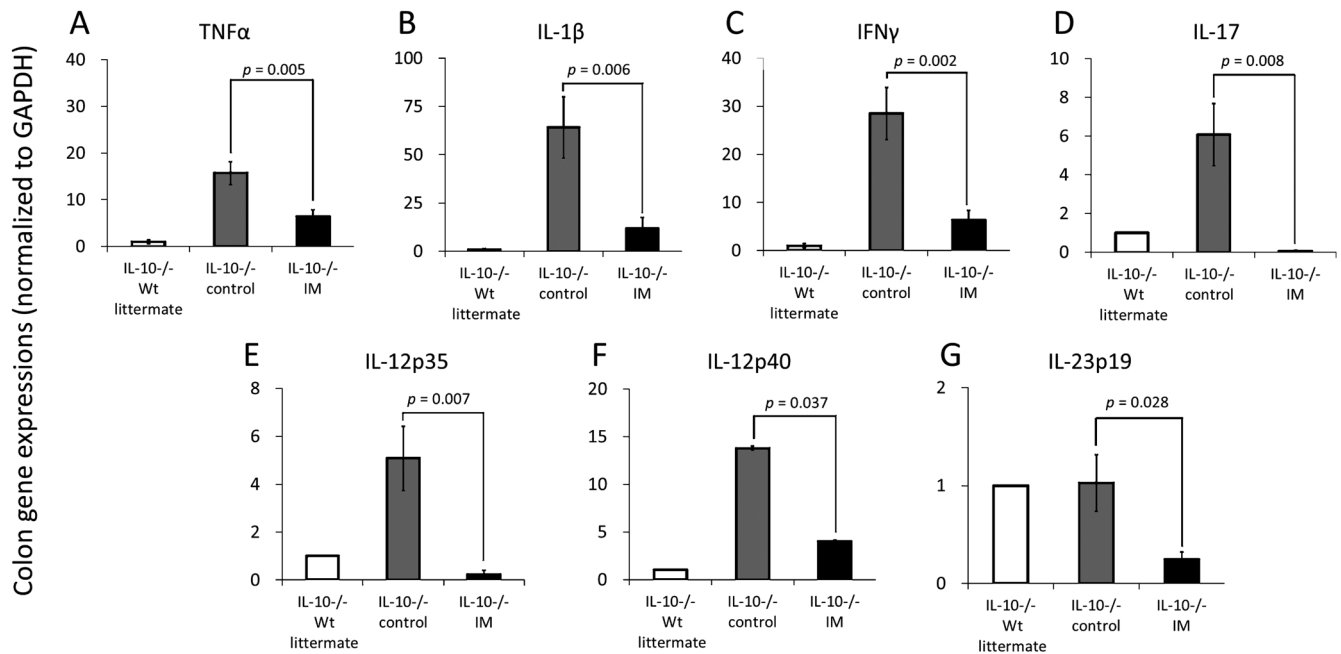 Colon gene expressions (normalized to GAPDH)
A
TNFα
50
40
30
20
10
0
p = 0.005
IL-10-/-
Wt
littermate
IL-10-/-
control
IL-10-/-
IM
B
IL-1β
100
75
50
25
0
p = 0.006
IL-10-/-
Wt
littermate
IL-10-/-
control
IL-10-/-
IM
C
IFNγ
40
30
20
10
0
p = 0.002
IL-10-/-
Wt
littermate
IL-10-/-
control
IL-10-/-
IM
D
IL-17
10
8
6
4
2
0
p = 0.008
IL-10-/-
Wt
littermate
IL-10-/-
control
IL-10-/-
IM
E
IL-12p35
8
6
4
2
0
p = 0.007
IL-10-/-
Wt
littermate
IL-10-/-
control
IL-10-/-
IM
F
IL-12p40
20
15
10
5
0
p = 0.037
IL-10-/-
Wt
littermate
IL-10-/-
control
IL-10-/-
IM
G
IL-23p19
2
1
0
p = 0.028
IL-10-/-
Wt
littermate
IL-10-/-
control
IL-10-/-
IM